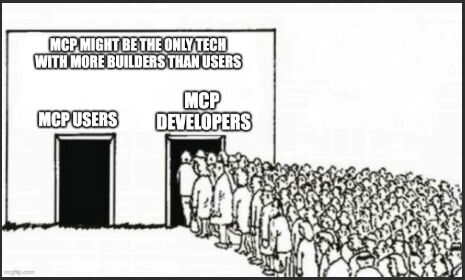 MCP MIGHT BE THE ONLY TECH
WITH MORE BUILDERS THAN USERS
MCP USERS
MCP
DEVELOPERS
imgflip.com